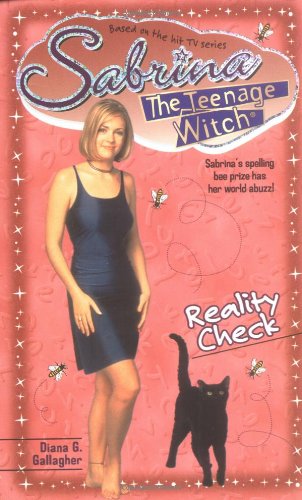 Based on the hit TV series
Sabrina
The Teenage
Witch®
Sabrina's spelling
bee prize has
her world abuzz!
Reality
Check
Diana G.
Gallagher